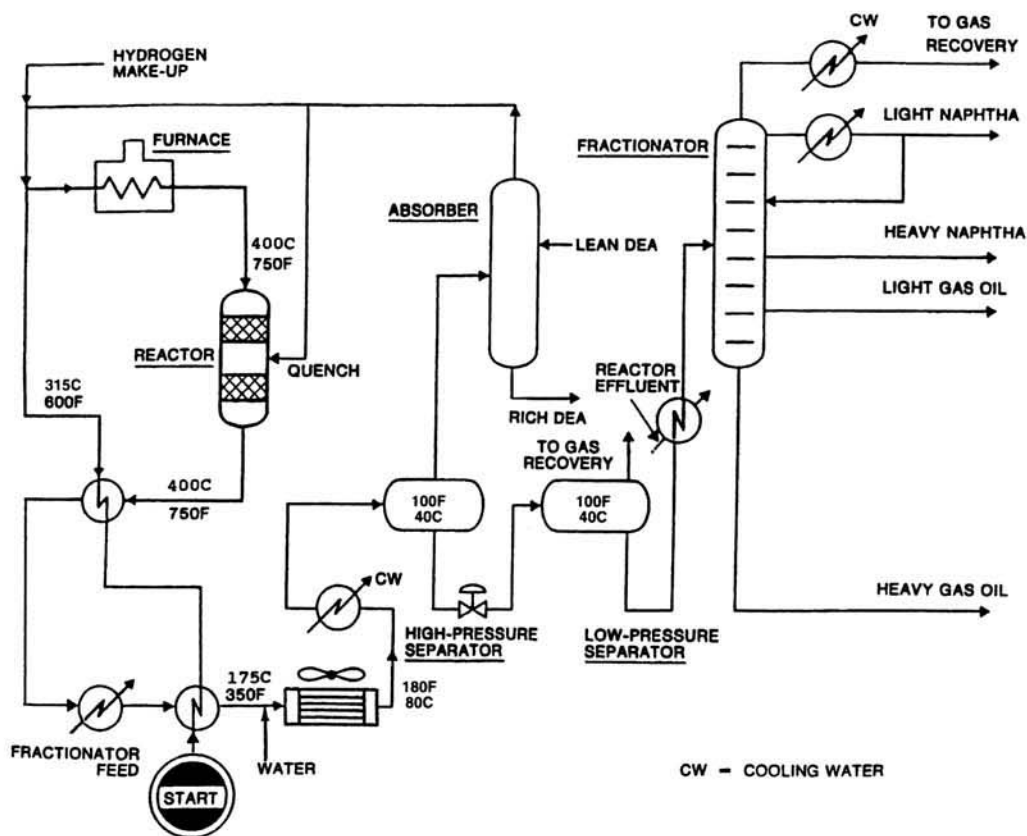 CW
TO GAS
RECOVERY
HYDROGEN
MAKE-UP
LIGHT NAPHTHA
FURNACE
FRACTIONATOR
ABSORBER
400C
750F
LEAN DEA
HEAVY NAPHTHA
LIGHT GAS OIL
REACTOR
QUENCH
REACTOR
EFFLUENT
315C
600F
RICH DEA
TO GAS
RECOVERY
400C
750F
100F
40C
100F
40C
CW
HEAVY GAS OIL
HIGH-PRESSURE
SEPARATOR
LOW-PRESSURE
SEPARATOR
175C
350F
180F
80C
FRACTIONATOR
FEED
WATER
START
CW - COOLING WATER